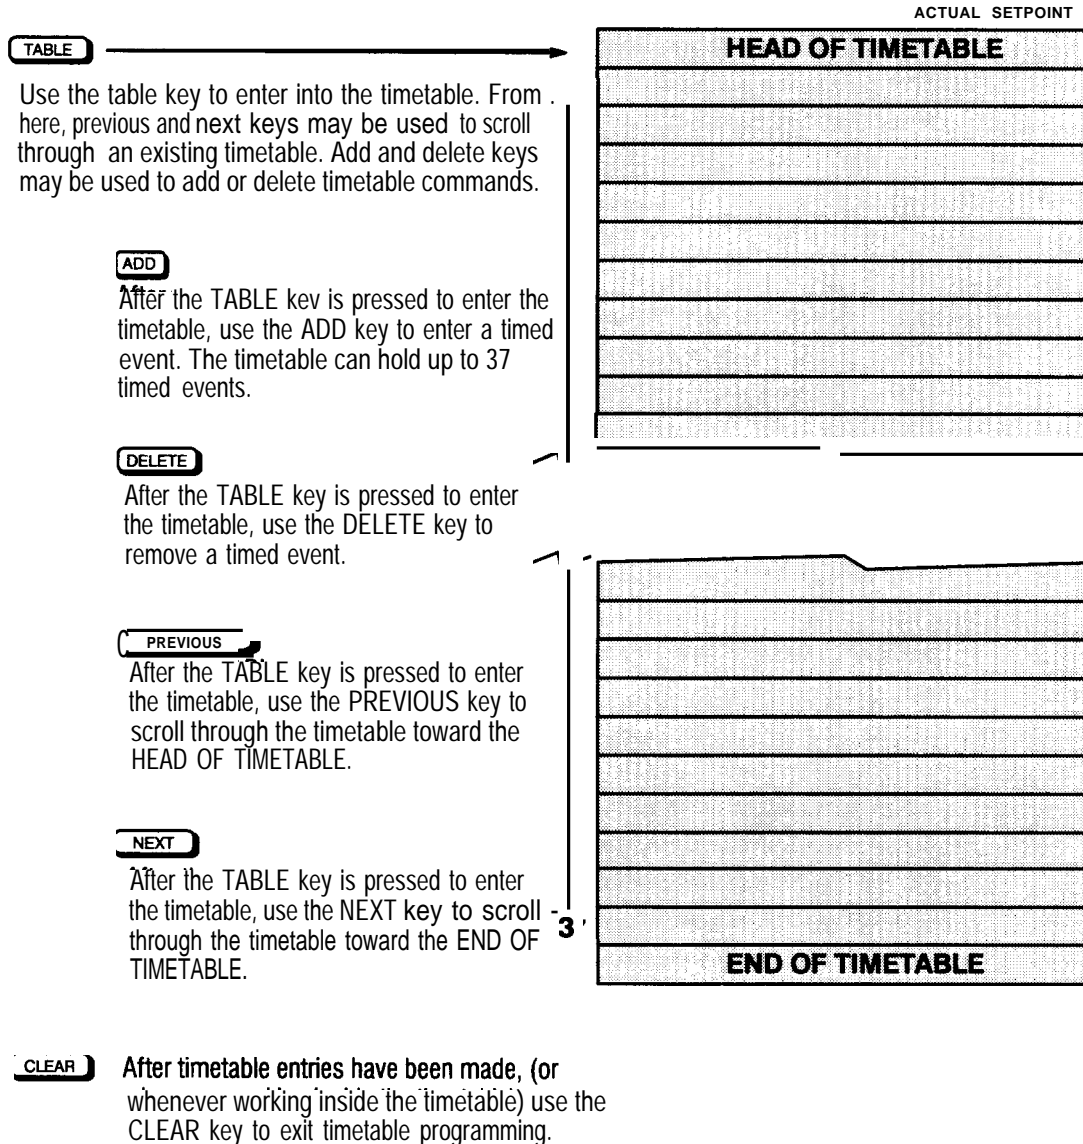 ACTUAL SETPOINT
TABLE
HEAD OF TIMETABLE
Use the table key to enter into the timetable. From .
here, previous and next keys may be used to scroll
through an existing timetable. Add and delete keys
may be used to add or delete timetable commands.
ADD
After the TABLE kev is pressed to enter the
timetable, use the ADD key to enter a timed
event. The timetable can hold up to 37
timed events.
DELETE
After the TABLE key is pressed to enter
the timetable, use the DELETE key to
remove a timed event.
PREVIOUS
After the TABLE key is pressed to enter
the timetable, use the PREVIOUS key to
scroll through the timetable toward the
HEAD OF TIMETABLE.
NEXT
After the TABLE key is pressed to enter
the timetable, use the NEXT key to scroll -
through the timetable toward the END OF
TIMETABLE.
3
END OF TIMETABLE
CLEAR
After timetable entries have been made, (or
whenever working inside the timetable) use the
CLEAR key to exit timetable programming.